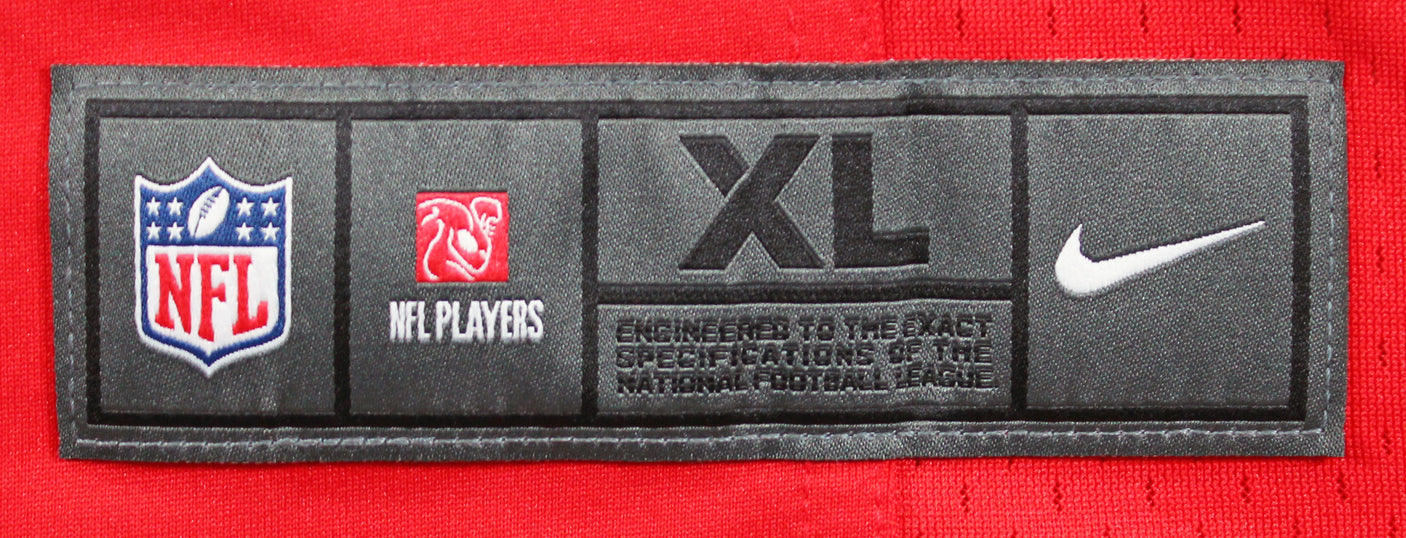 NFL
NFL PLAYERS
XL
ENGINEERED TO THE EXACT
SPECIFICATIONS OF THE
NATIONAL FOOTBALL LEAGUE.